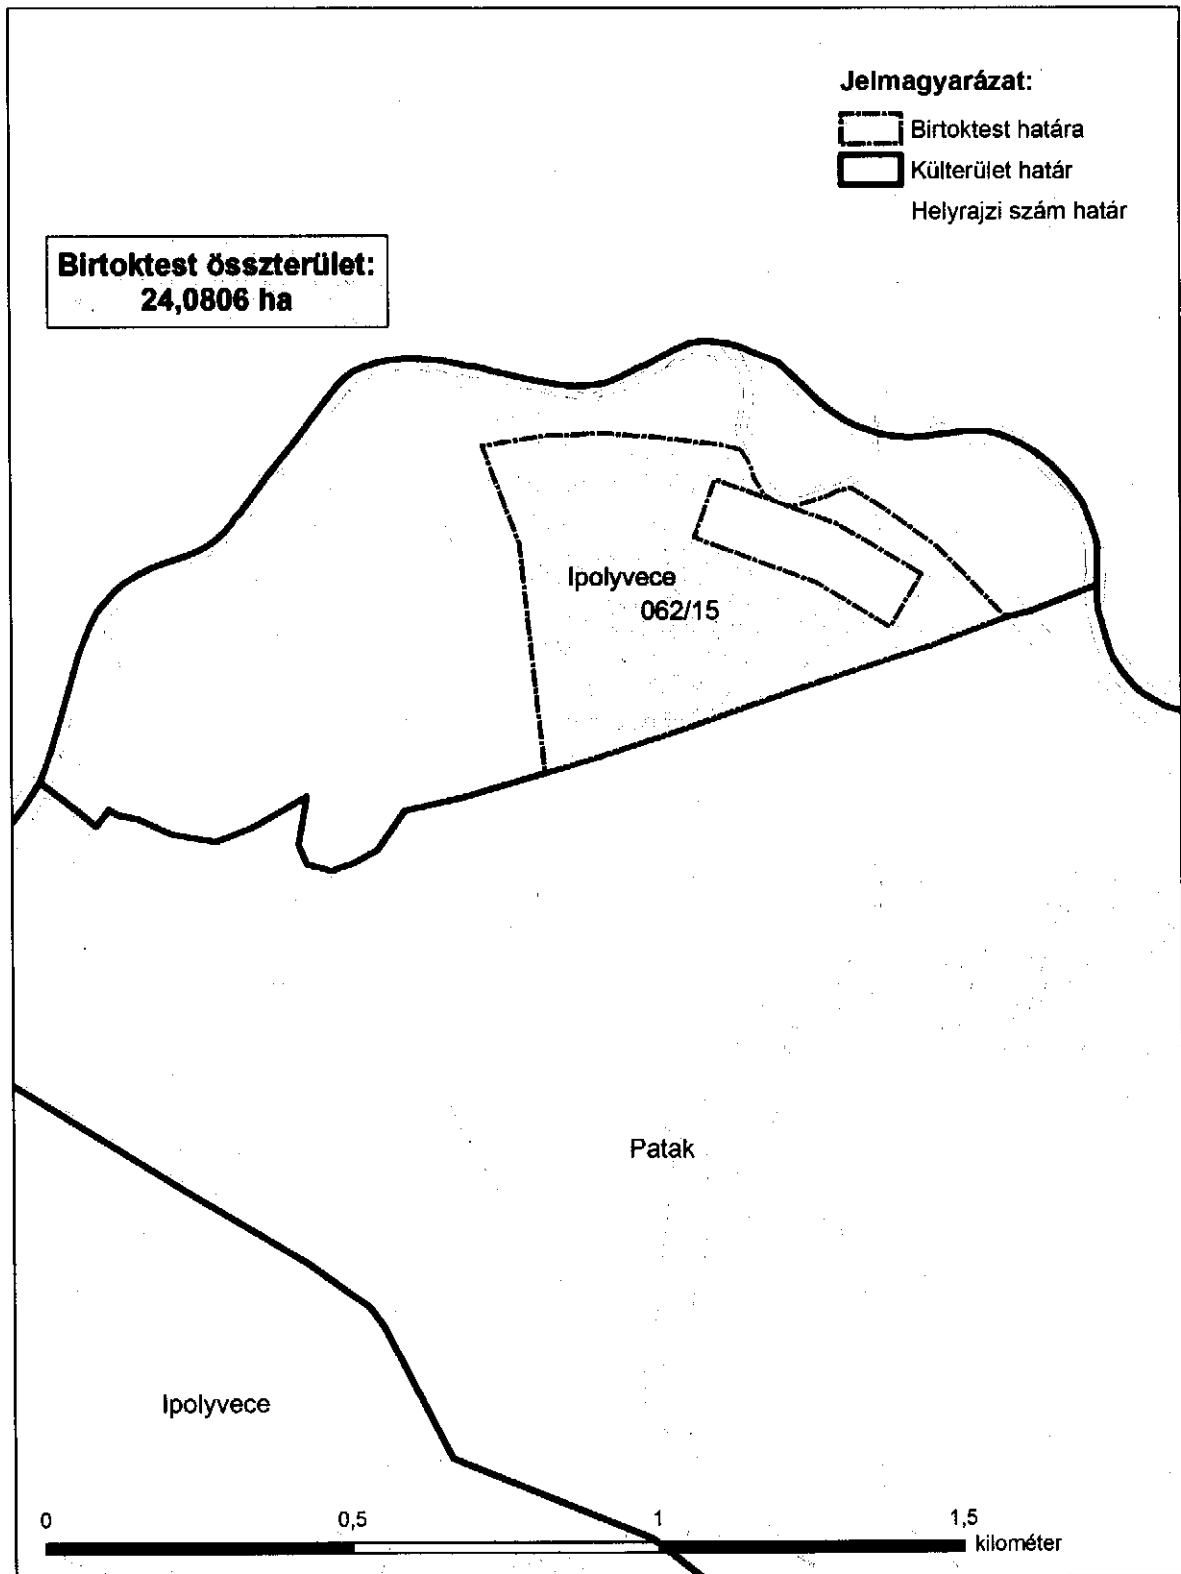 Jelmagyarázat:
Birtoktest határa
Külterület határ
Helyrajzi szám határ
Birtoktest összterület:
24,0806 ha
Ipolyvece
062/15
Patak
Ipolyvece
0 0,5 1 1,5
kilométer